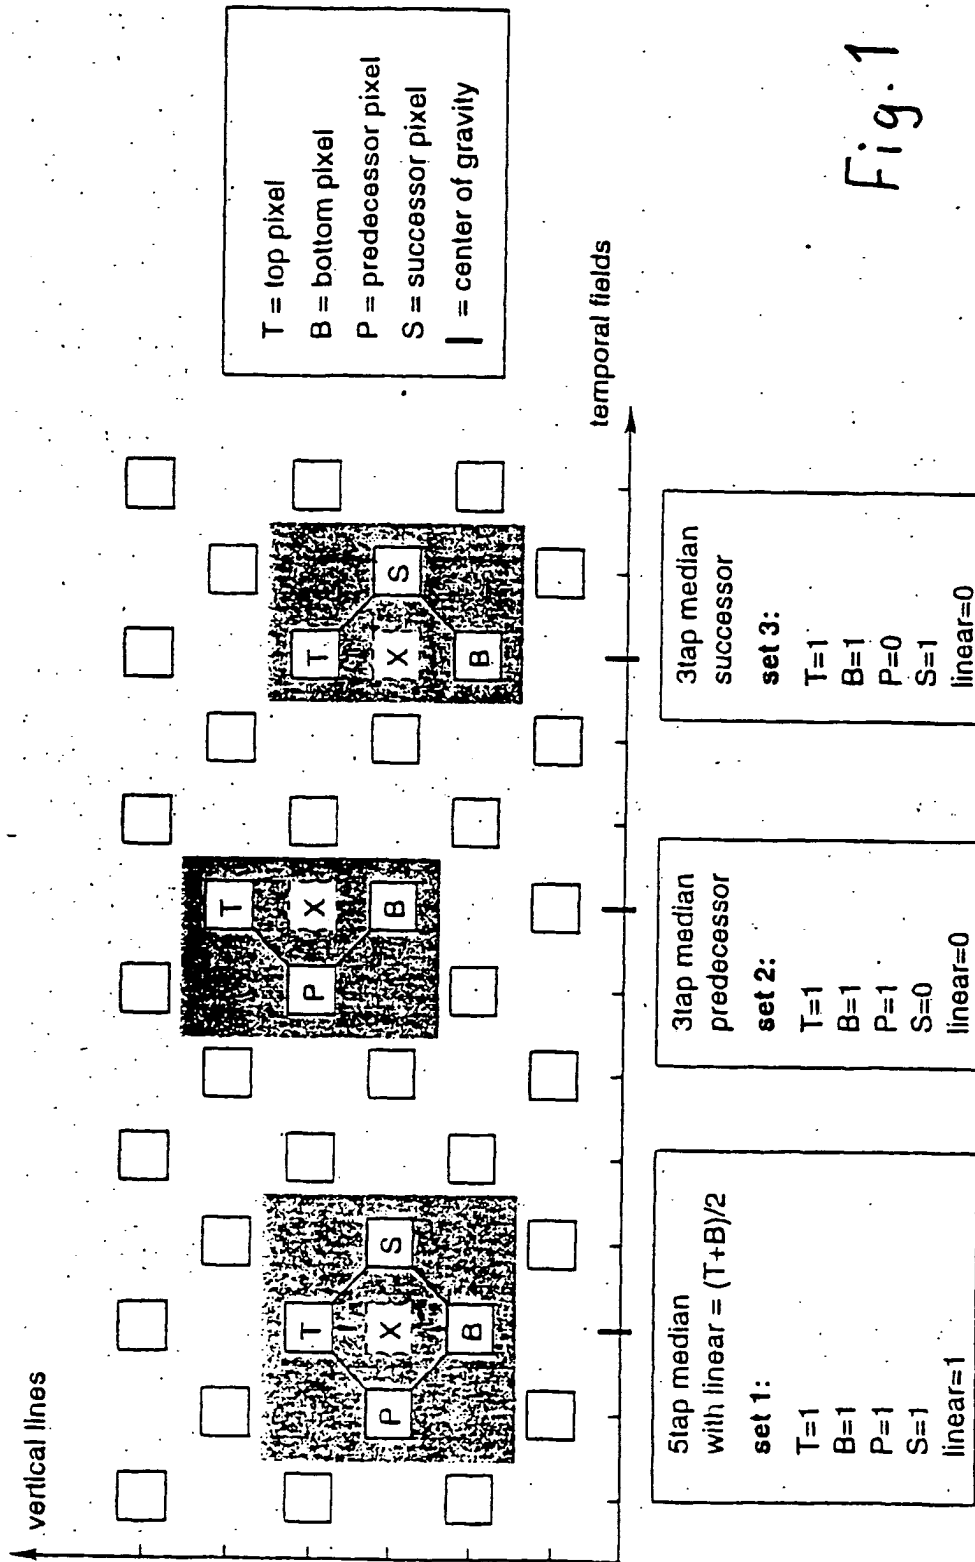 vertical lines
T = top pixel
B = bottom pixel
P = predecessor pixel
S = successor pixel
= center of gravity
T
P
X
S
B
T
P
X
B
T
X
S
B
temporal fields
5tap median
with linear = (T+B)/2
set 1:
T=1
B=1
P=1
S=1
linear=1
3tap median
predecessor
set 2:
T=1
B=1
P=1
S=0
linear=0
3tap median
successor
set 3:
T=1
B=1
P=0
S=1
linear=0
Fig. 1